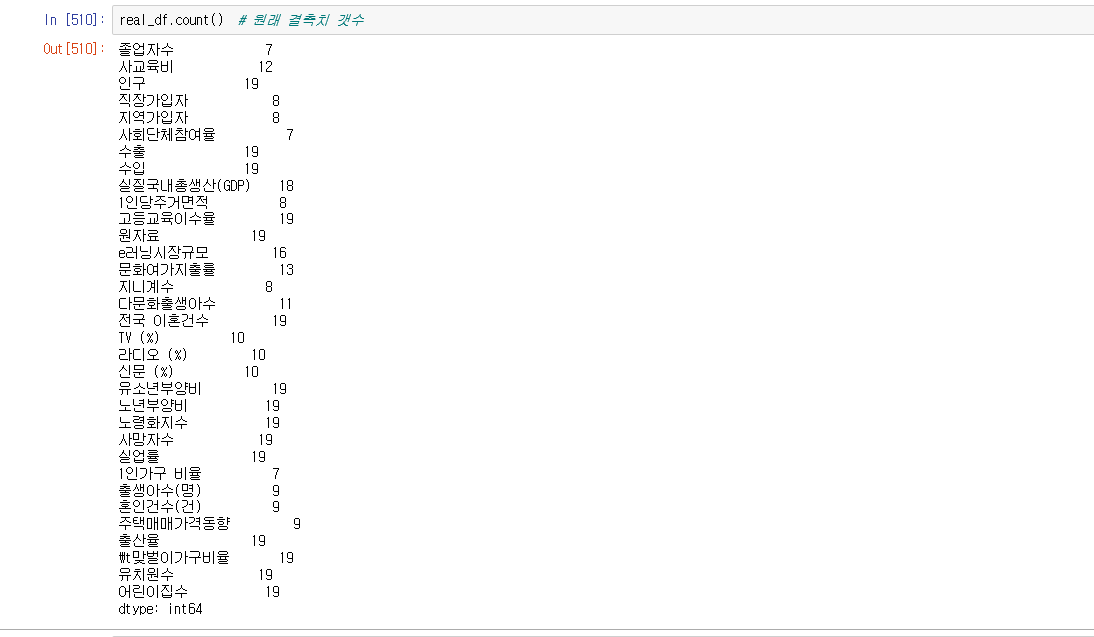 In [510]: real_df.count()  # 원래 결측치 갯수
Out[510]: 졸업자수 7
사교육비 12
인구 19
직장가입자 8
지역가입자 8
사회단체참여율 7
수출 19
수입 19
실질국내총생산(GDP) 18
1인당주거면적 8
고등교육이수율 19
원자료 19
e러닝시장규모 16
문화여가지출률 13
지니계수 8
다문화출생아수 11
전국 이혼건수 19
TV (%) 10
라디오 (%) 10
신문 (%) 10
유소년부양비 19
노년부양비 19
노령화지수 19
사망자수 19
실업률 19
1인가구 비율 7
출생아수(명) 9
혼인건수(건) 9
주택매매가격동향 9
출산율 19
\t맞벌이가구비율 19
유치원수 19
어린이집수 19
dtype: int64